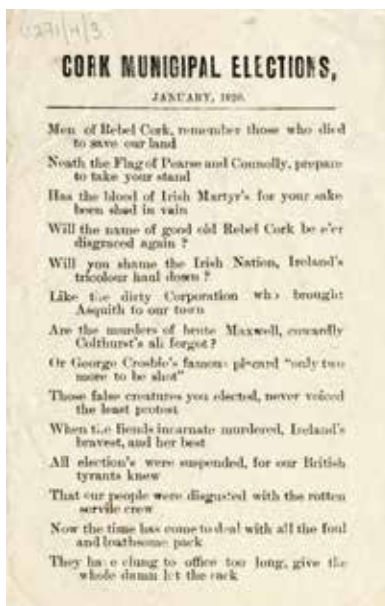 U271/H/3
CORK MUNICIPAL ELECTIONS,
JANUARY, 1920.
Men of Rebel Cork, remember those who died
to save our land
Neath the Flag of Pearse and Connolly, prepare
to take your stand
Has the blood of Irish Martyr's for your sake
been shed in vain
Will the name of good old Rebel Cork be e'er
disgraced again ?
Will you shame the Irish Nation, Ireland's
tricolour haul down ?
Like the dirty Corporation who brought
Asquith to our town
Are the murders of brute Maxwell, cowardly
Colthurst's all forgot ?
Or George Crosbie's famous placard "only two
more to be shot"
Those false creatures you elected, never voiced
the least protest
When the fiends incarnate murdered, Ireland's
bravest, and her best
All election's were suspended, for our British
tyrants knew
That our people were disgusted with the rotten
servile crew
Now the time has come to deal with all the foul
and loathsome pack
They have clung to office too long, give the
whole damn lot the sack